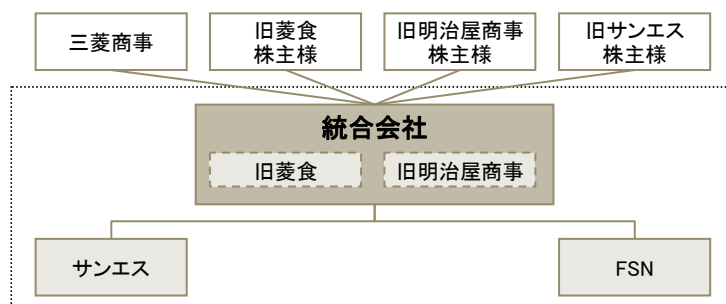 三菱商事
旧菱食
株主様
旧明治屋商事
株主様
旧サンエス
株主様
統合会社
旧菱食
旧明治屋商事
サンエス
FSN